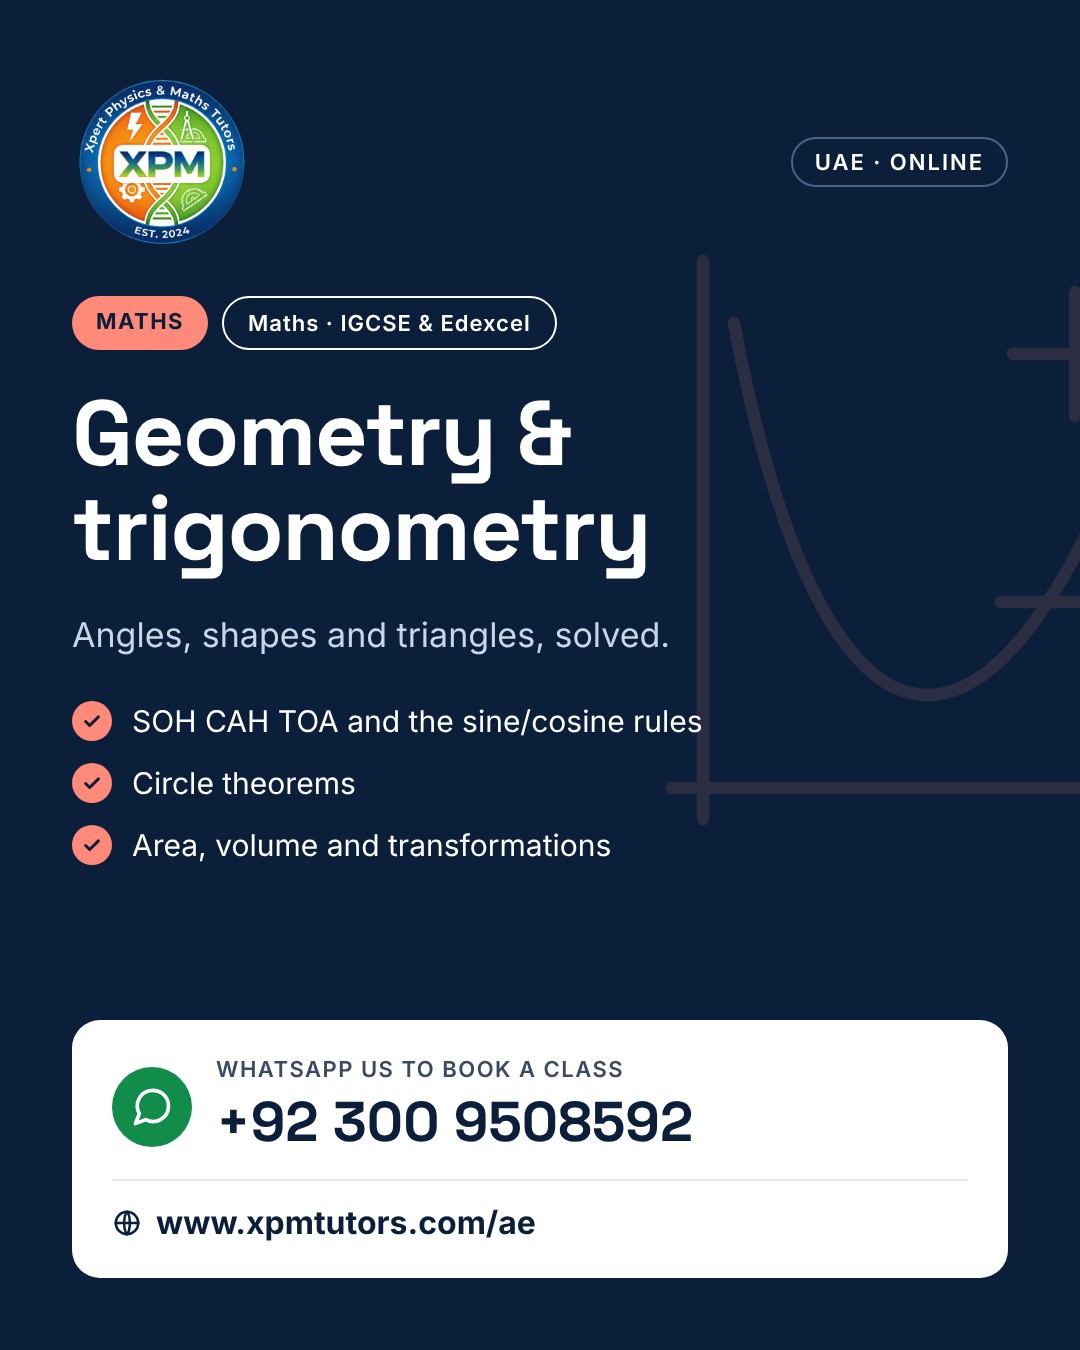 Xpert Physics & Maths Tutors
XPM
EST. 2024
UAE · ONLINE
MATHS
Maths · IGCSE & Edexcel
Geometry &
trigonometry
Angles, shapes and triangles, solved.
SOH CAH TOA and the sine/cosine rules
Circle theorems
Area, volume and transformations
WHATSAPP US TO BOOK A CLASS
+92 300 9508592
www.xpmtutors.com/ae